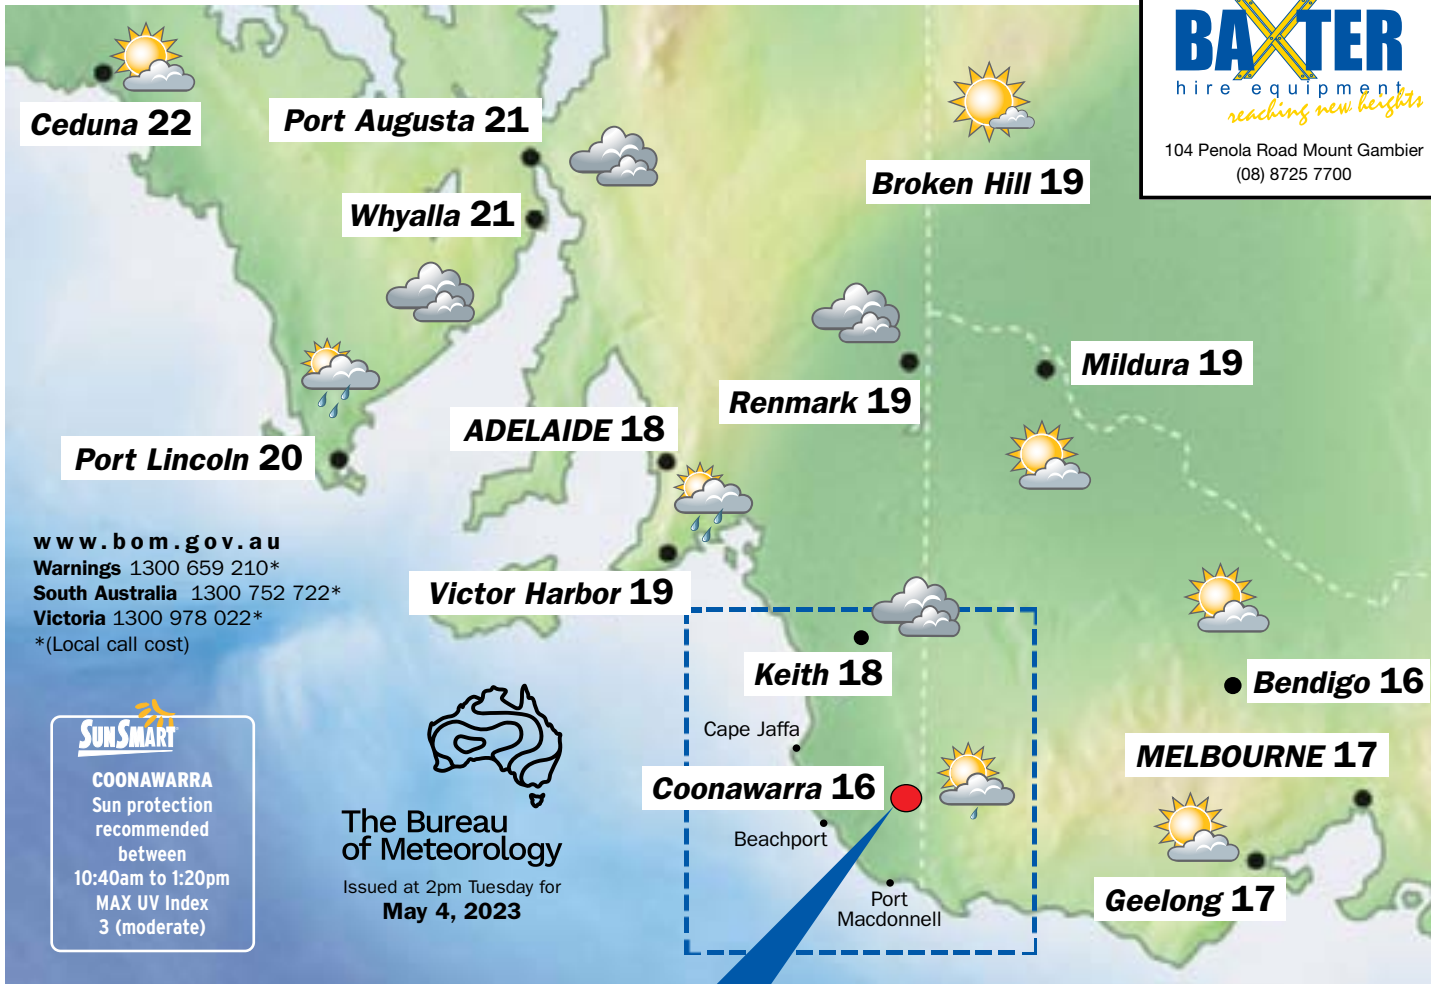 BAXTER
hire equipment
reaching new heights
104 Penola Road Mount Gambier
(08) 8725 7700
Ceduna 22
Port Augusta 21
Whyalla 21
Broken Hill 19
Renmark 19
Mildura 19
ADELAIDE 18
Port Lincoln 20
Victor Harbor 19
www.bom.gov.au
Warnings 1300 659 210*
South Australia 1300 752 722*
Victoria 1300 978 022*
*(Local call cost)
Keith 18
Bendigo 16
Cape Jaffa
MELBOURNE 17
Coonawarra 16
Beachport
Geelong 17
Port
Macdonnell
SUNSMART
COONAWARRA
Sun protection
recommended
between
10:40am to 1:20pm
MAX UV Index
3 (moderate)
The Bureau
of Meteorology
Issued at 2pm Tuesday for
May 4, 2023